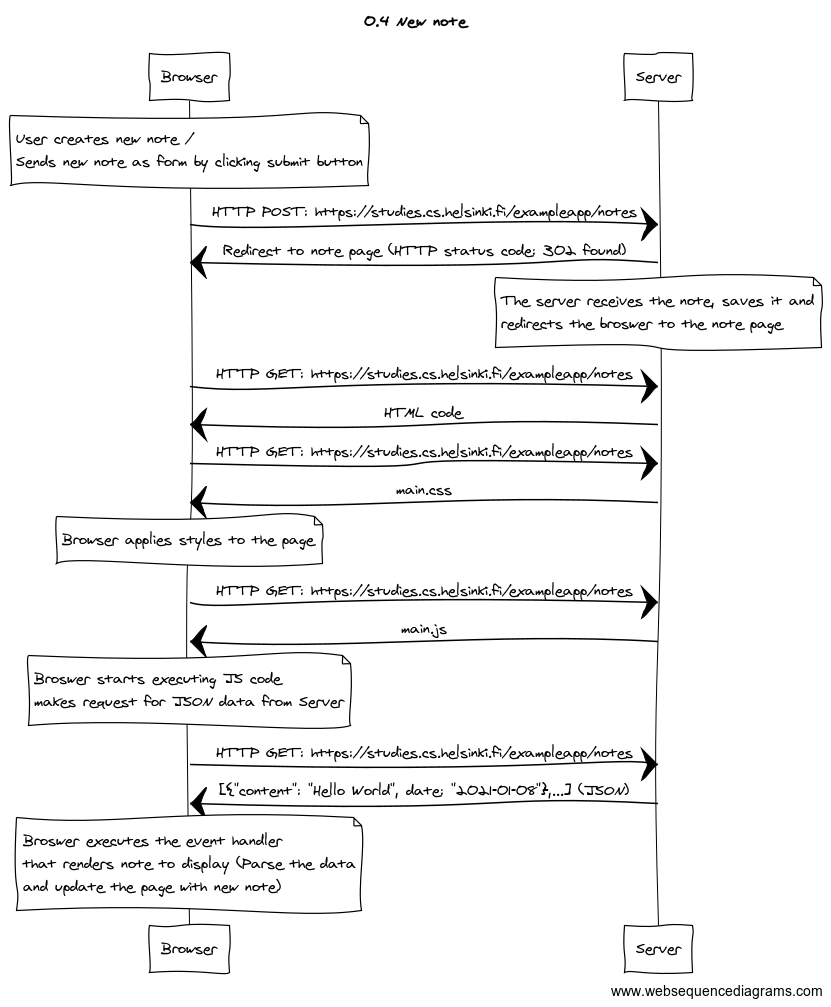 0.4 New note
Browser
Server
User creates new note /
Sends new note as form by clicking submit button
HTTP POST: https://studies.cs.helsinki.fi/exampleapp/notes
Redirect to note page (HTTP status code; 302 found)
The server receives the note, saves it and
redirects the broswer to the note page
HTTP GET: https://studies.cs.helsinki.fi/exampleapp/notes
HTML code
HTTP GET: https://studies.cs.helsinki.fi/exampleapp/notes
main.css
Browser applies styles to the page
HTTP GET: https://studies.cs.helsinki.fi/exampleapp/notes
main.js
Broswer starts executing JS code
makes request for JSON data from Server
HTTP GET: https://studies.cs.helsinki.fi/exampleapp/notes
[{"content": "Hello World", date; "2021-01-08"},...] (JSON)
Broswer executes the event handler
that renders note to display (Parse the data
and update the page with new note)
Browser
Server
www.websequencediagrams.com